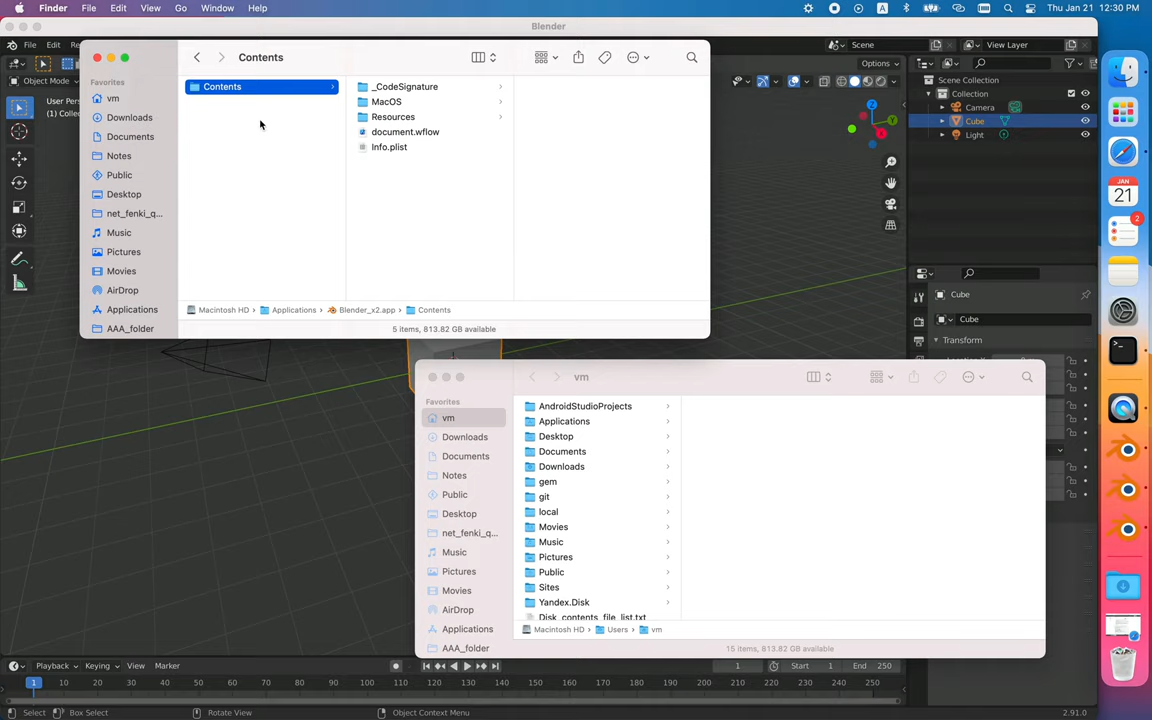 Finder File Edit View Go Window Help
A
Thu Jan 21 12:30 PM
Blender
File Edit
Scene
View Layer
Object Mode
Options
User Pers
(1) Collec
Contents
Favorites
vm
Downloads
Documents
Notes
Public
Desktop
net_fenki_q...
Music
Pictures
Movies
AirDrop
Applications
AAA_folder
Contents
_CodeSignature
MacOS
Resources
document.wflow
Info.plist
Macintosh HD > Applications > Blender_x2.app > Contents
5 items, 813.82 GB available
Z
Y
X
Scene Collection
Collection
Camera
Cube
Light
Cube
Cube
Transform
JAN
21
2
vm
Favorites
vm
Downloads
Documents
Notes
Public
Desktop
net_fenki_q...
Music
Pictures
Movies
AirDrop
Applications
AAA_folder
AndroidStudioProjects
Applications
Desktop
Documents
Downloads
gem
git
local
Movies
Music
Pictures
Public
Sites
Yandex.Disk
Disk_contents_file_list.txt
Macintosh HD > Users > vm
15 items, 813.82 GB available
Playback Keying View Marker
1 Start 1 End 250
1 10 20 30 40 50 60 70 80 90 100 110 120 130 140 150 160 170 180 190 200 210 220 230 240 250
Select Box Select Rotate View Object Context Menu 2.91.0